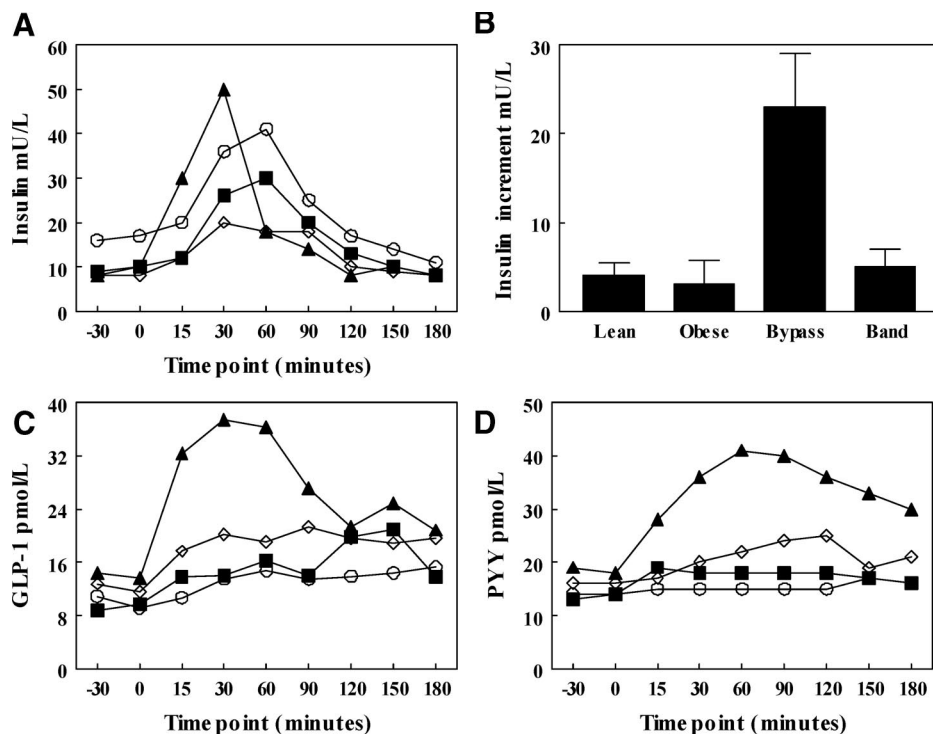 A
Insulin mU/L
60
50
40
30
20
10
0
-30 0 15 30 60 90 120 150 180
Time point (minutes)
B
Insulin increment mU/L
30
20
10
0
Lean Obese Bypass Band
C
GLP-1 pmol/L
40
32
24
16
8
0
-30 0 15 30 60 90 120 150 180
Time point (minutes)
D
PYY pmol/L
50
40
30
20
10
0
-30 0 15 30 60 90 120 150 180
Time point (minutes)